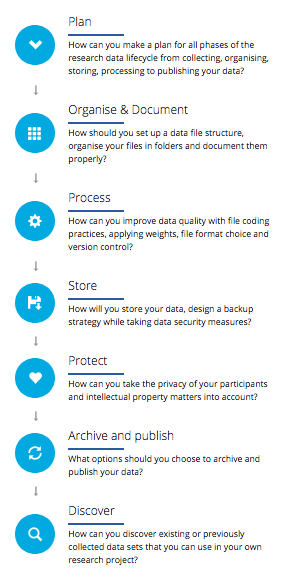 Plan
How can you make a plan for all phases of the
research data lifecycle from collecting, organising,
storing, processing to publishing your data?
Organise & Document
How should you set up a data file structure,
organise your files in folders and document them
properly?
Process
How can you improve data quality with file coding
practices, applying weights, file format choice and
version control?
Store
How will you store your data, design a backup
strategy while taking data security measures?
Protect
How can you take the privacy of your participants
and intellectual property matters into account?
Archive and publish
What options should you choose to archive and
publish your data?
Discover
How can you discover existing or previously
collected data sets that you can use in your own
research project?